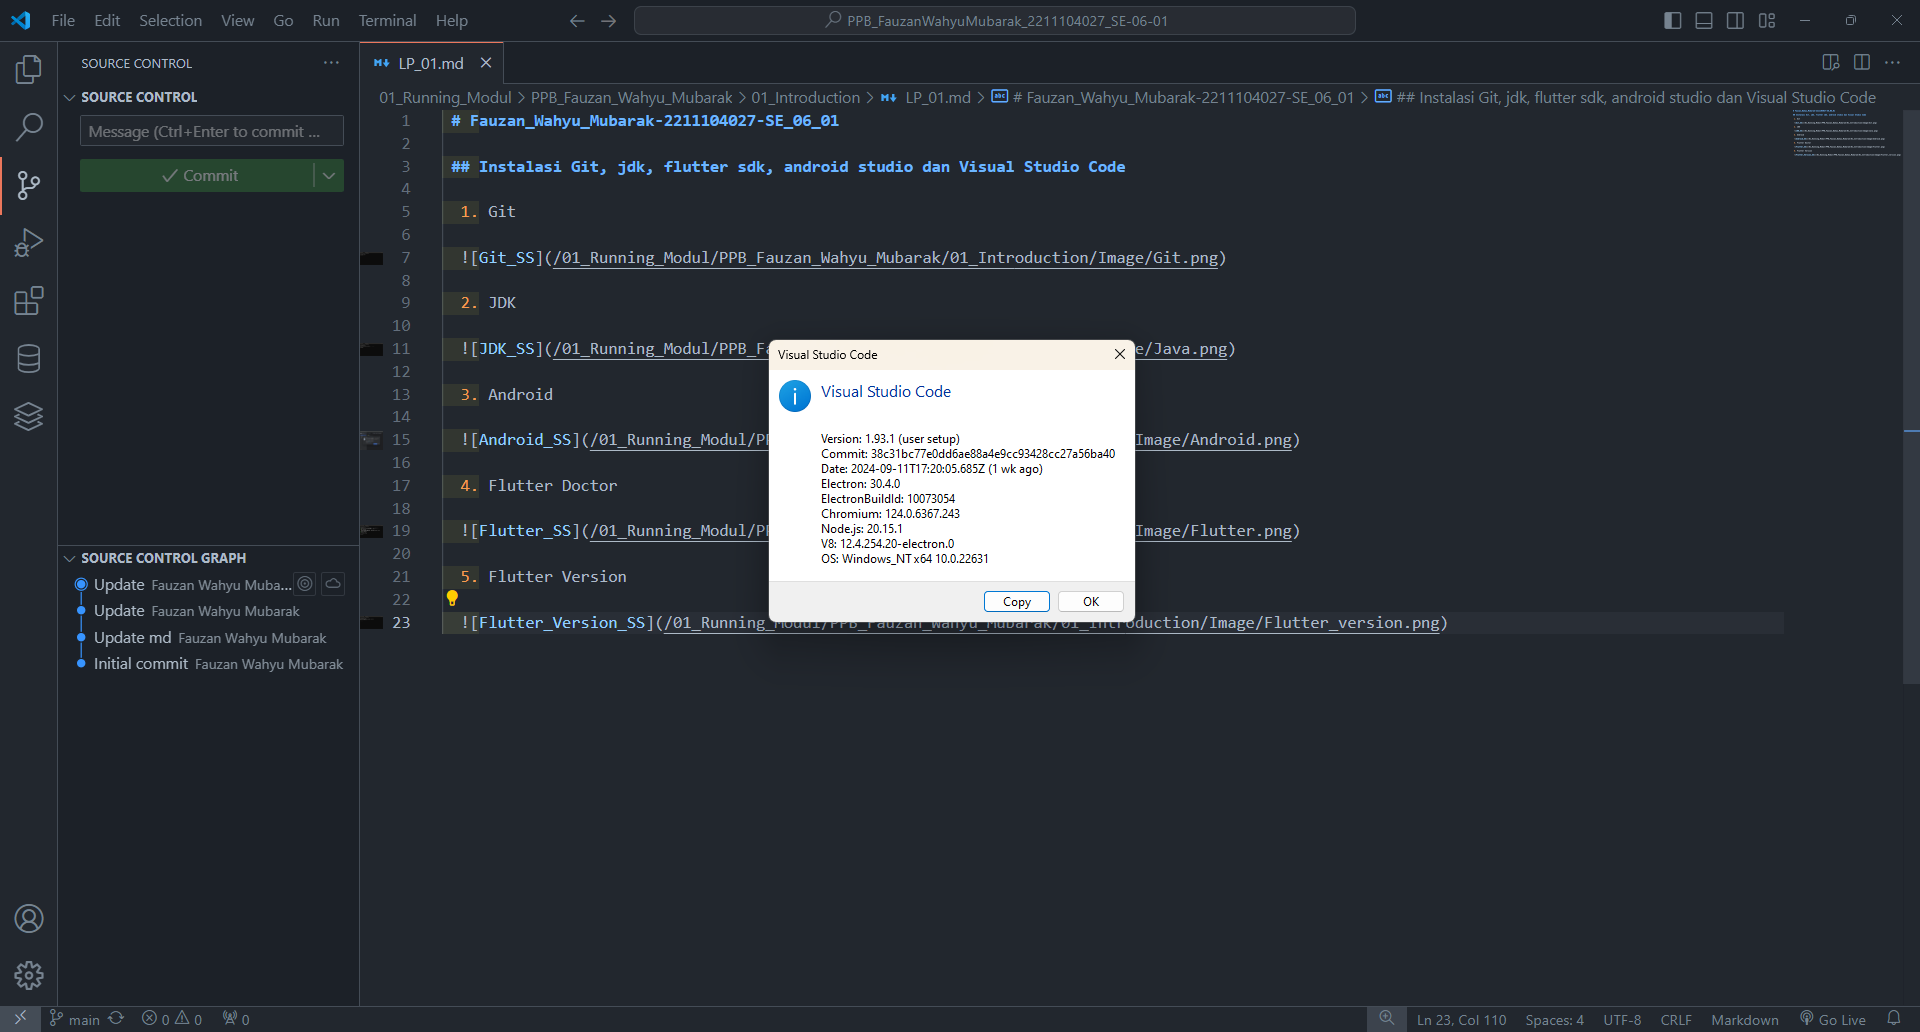 File Edit Selection View Go Run Terminal Help
PPB_FauzanWahyuMubarak_2211104027_SE-06-01
SOURCE CONTROL
SOURCE CONTROL
Message (Ctrl+Enter to commit ...
Commit
SOURCE CONTROL GRAPH
Update Fauzan Wahyu Muba...
Update Fauzan Wahyu Mubarak
Update md Fauzan Wahyu Mubarak
Initial commit Fauzan Wahyu Mubarak
LP_01.md
01_Running_Modul > PPB_Fauzan_Wahyu_Mubarak > 01_Introduction > LP_01.md > # Fauzan_Wahyu_Mubarak-2211104027-SE_06_01 > ## Instalasi Git, jdk, flutter sdk, android studio dan Visual Studio Code
1 # Fauzan_Wahyu_Mubarak-2211104027-SE_06_01
2
3 ## Instalasi Git, jdk, flutter sdk, android studio dan Visual Studio Code
4
5 1. Git
6
7 ![Git_SS](/01_Running_Modul/PPB_Fauzan_Wahyu_Mubarak/01_Introduction/Image/Git.png)
8
9 2. JDK
10
11 ![JDK_SS](/01_Running_Modul/PPB_Fa e/Java.png)
12
13 3. Android
14
15 ![Android_SS](/01_Running_Modul/P Image/Android.png)
16
17 4. Flutter Doctor
18
19 ![Flutter_SS](/01_Running_Modul/P Image/Flutter.png)
20
21 5. Flutter Version
22
23 ![Flutter_Version_SS](/01_Running_Modul/PPB_Fauzan_Wahyu_Mubarak/01_Introduction/Image/Flutter_version.png)
Visual Studio Code
Visual Studio Code
Version: 1.93.1 (user setup)
Commit: 38c31bc77e0dd6ae88a4e9cc93428cc27a56ba40
Date: 2024-09-11T17:20:05.685Z (1 wk ago)
Electron: 30.4.0
ElectronBuildId: 10073054
Chromium: 124.0.6367.243
Node.js: 20.15.1
V8: 12.4.254.20-electron.0
OS: Windows_NT x64 10.0.22631
Copy OK
main 0 0 0 Ln 23, Col 110 Spaces: 4 UTF-8 CRLF Markdown Go Live